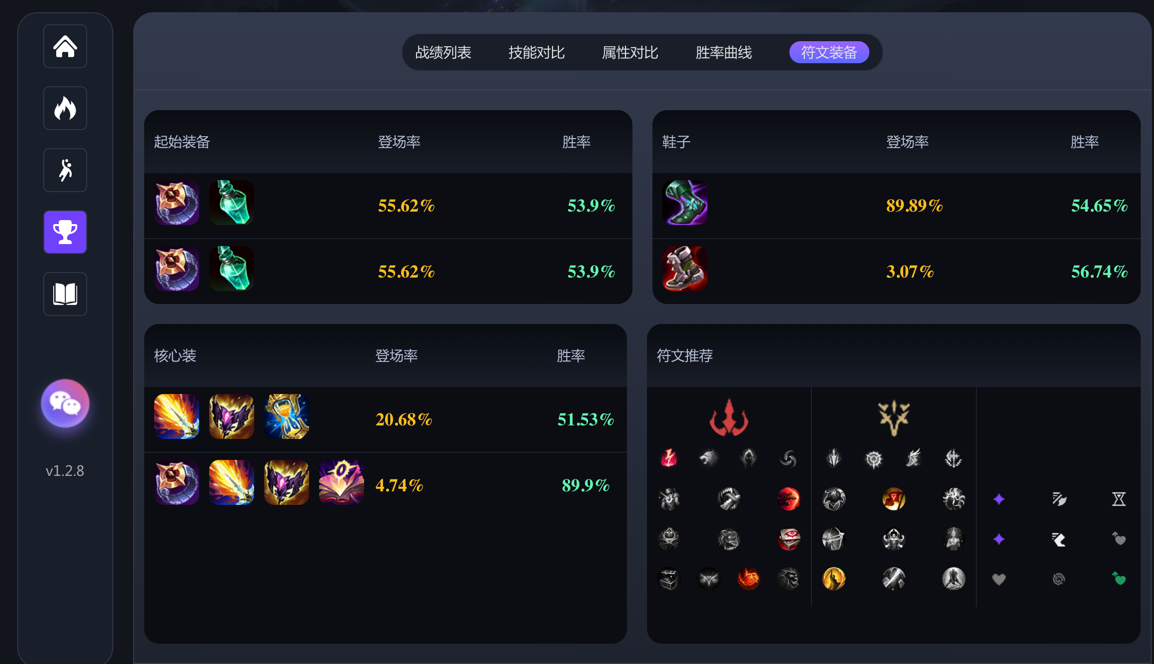 战绩列表 技能对比 属性对比 胜率曲线 符文装备
起始装备 登场率 胜率
55.62% 53.9%
55.62% 53.9%
鞋子 登场率 胜率
89.89% 54.65%
3.07% 56.74%
核心装 登场率 胜率
20.68% 51.53%
4.74% 89.9%
符文推荐
v1.2.8